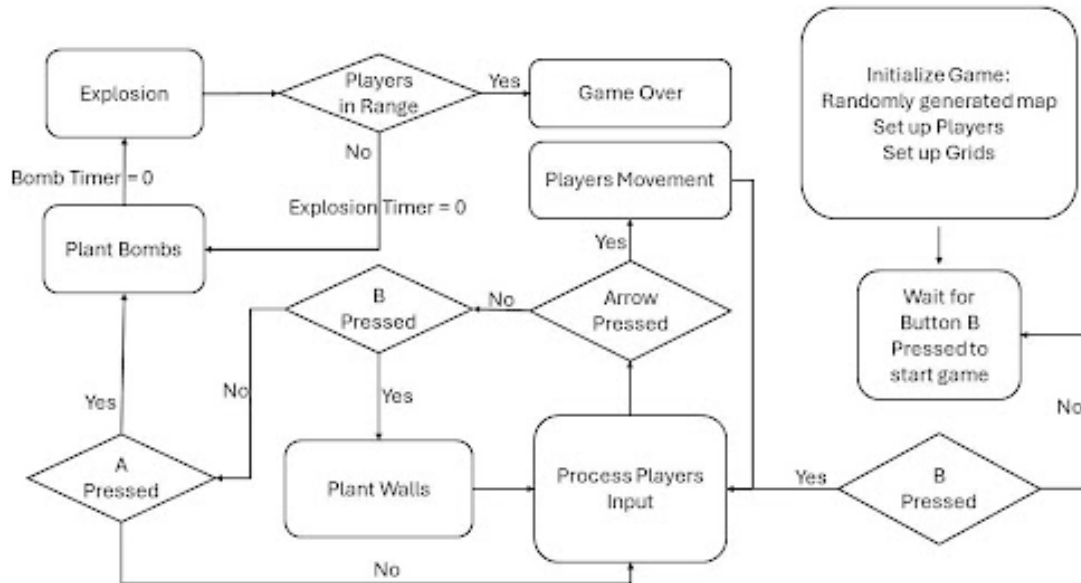 Explosion
Players
in Range
Yes
Game Over
Initialize Game:
Randomly generated map
Set up Players
Set up Grids
No
Bomb Timer = 0
Players Movement
Explosion Timer = 0
Plant Bombs
Yes
B
Pressed
No
Arrow
Pressed
Wait for
Button B
Pressed to
start game
No
Yes
Yes
No
A
Pressed
Plant Walls
Process Players
Input
Yes
B
Pressed
No